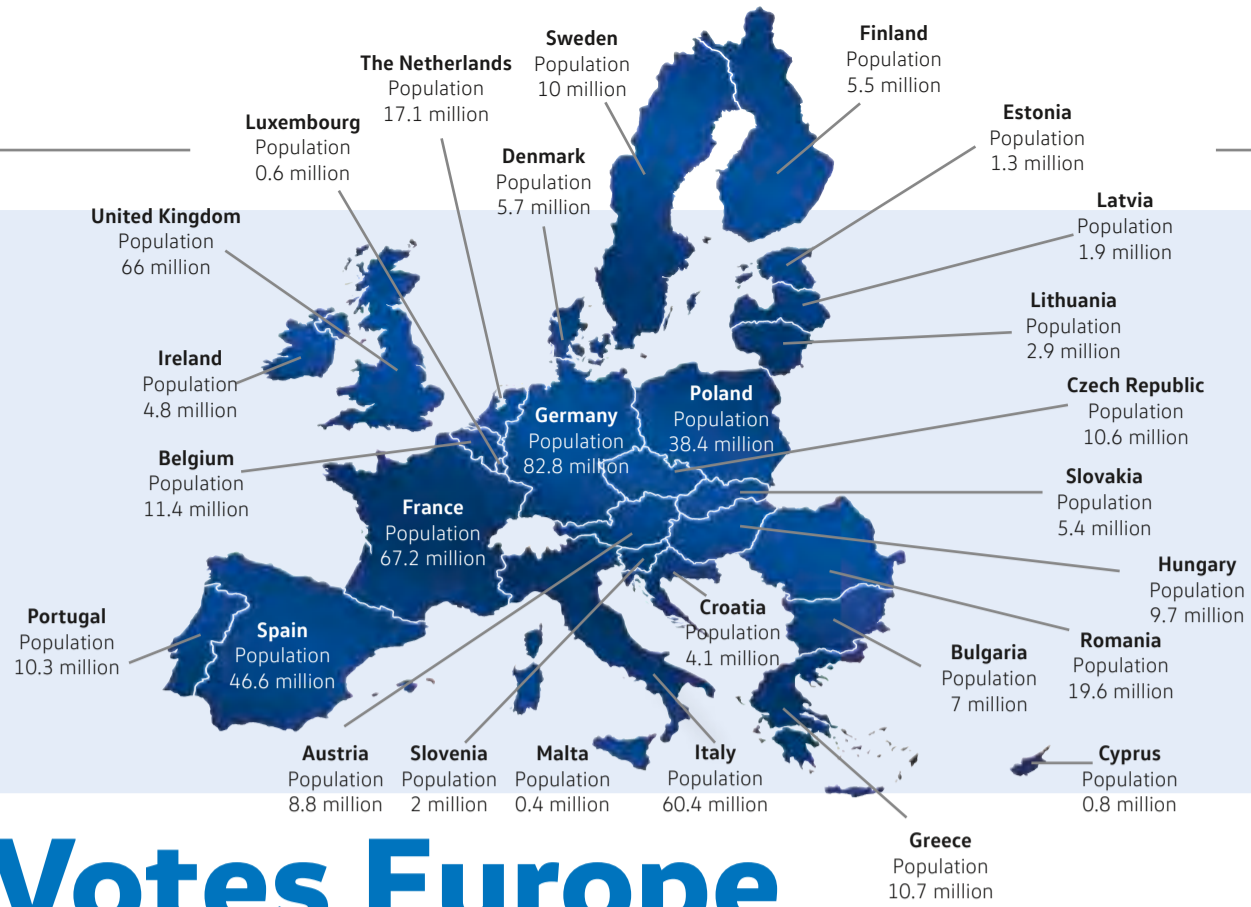 Sweden
Population
10 million
Finland
Population
5.5 million
The Netherlands
Population
17.1 million
Luxembourg
Population
0.6 million
Denmark
Population
5.7 million
Estonia
Population
1.3 million
Latvia
Population
1.9 million
United Kingdom
Population
66 million
Lithuania
Population
2.9 million
Ireland
Population
4.8 million
Czech Republic
Population
10.6 million
Poland
Population
38.4 million
Germany
Population
82.8 million
Belgium
Population
11.4 million
Slovakia
Population
5.4 million
France
Population
67.2 million
Hungary
Population
9.7 million
Croatia
Population
4.1 million
Portugal
Population
10.3 million
Spain
Population
46.6 million
Romania
Population
19.6 million
Bulgaria
Population
7 million
Austria
Population
8.8 million
Slovenia
Population
2 million
Malta
Population
0.4 million
Italy
Population
60.4 million
Cyprus
Population
0.8 million
Greece
Population
10.7 million
Votes Europe